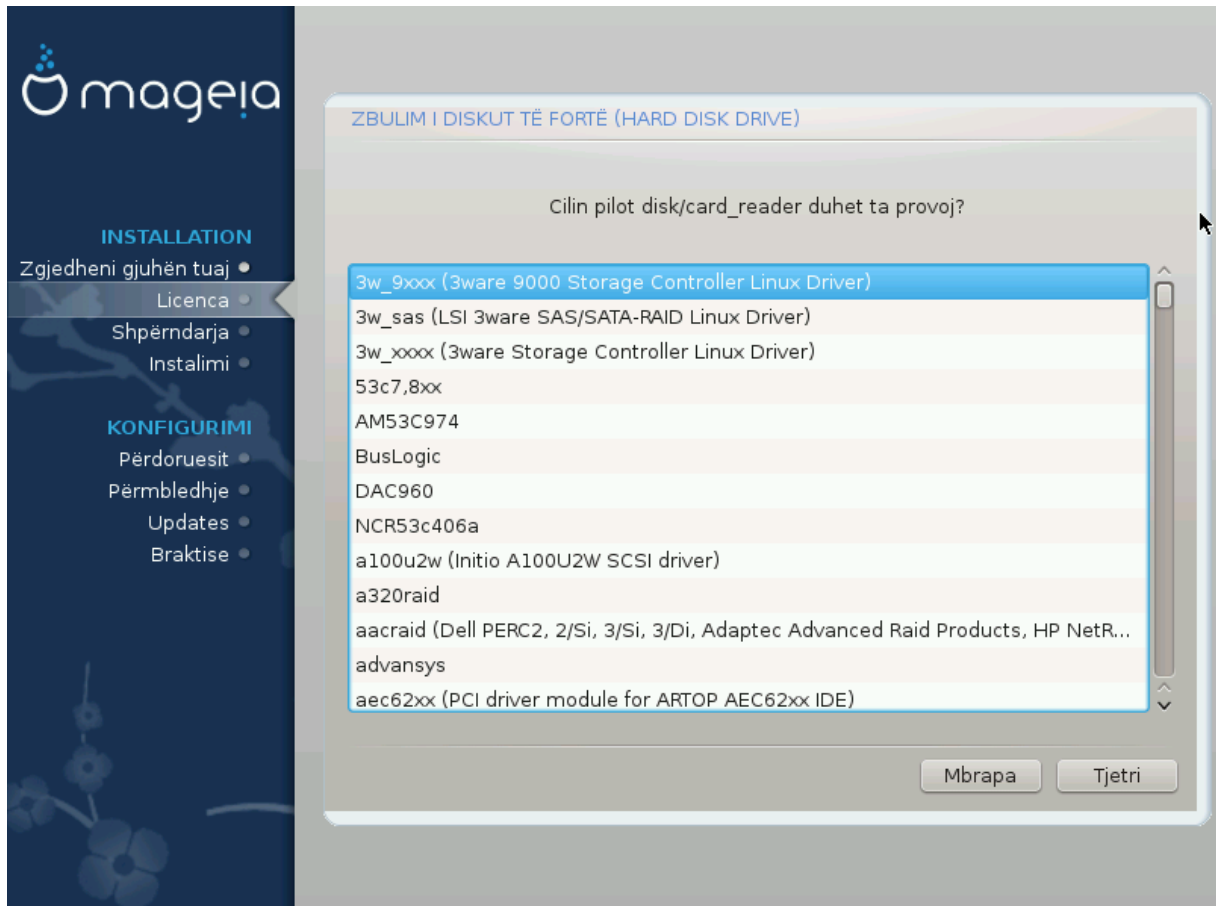 mageia
INSTALLATION
Zgjedheni gjuhën tuaj
Licenca
Shpërndarja
Instalimi
KONFIGURIMI
Përdoruesit
Përmbledhje
Updates
Braktise
ZBULIM I DISKUT TË FORTË (HARD DISK DRIVE)
Cilin pilot disk/card_reader duhet ta provoj?
3w_9xxx (3ware 9000 Storage Controller Linux Driver)
3w_sas (LSI 3ware SAS/SATA-RAID Linux Driver)
3w_xxxx (3ware Storage Controller Linux Driver)
53c7,8xx
AM53C974
BusLogic
DAC960
NCR53c406a
a100u2w (Initio A100U2W SCSI driver)
a320raid
aacraid (Dell PERC2, 2/Si, 3/Si, 3/Di, Adaptec Advanced Raid Products, HP NetR...
advansys
aec62xx (PCI driver module for ARTOP AEC62xx IDE)
Mbrapa
Tjetri